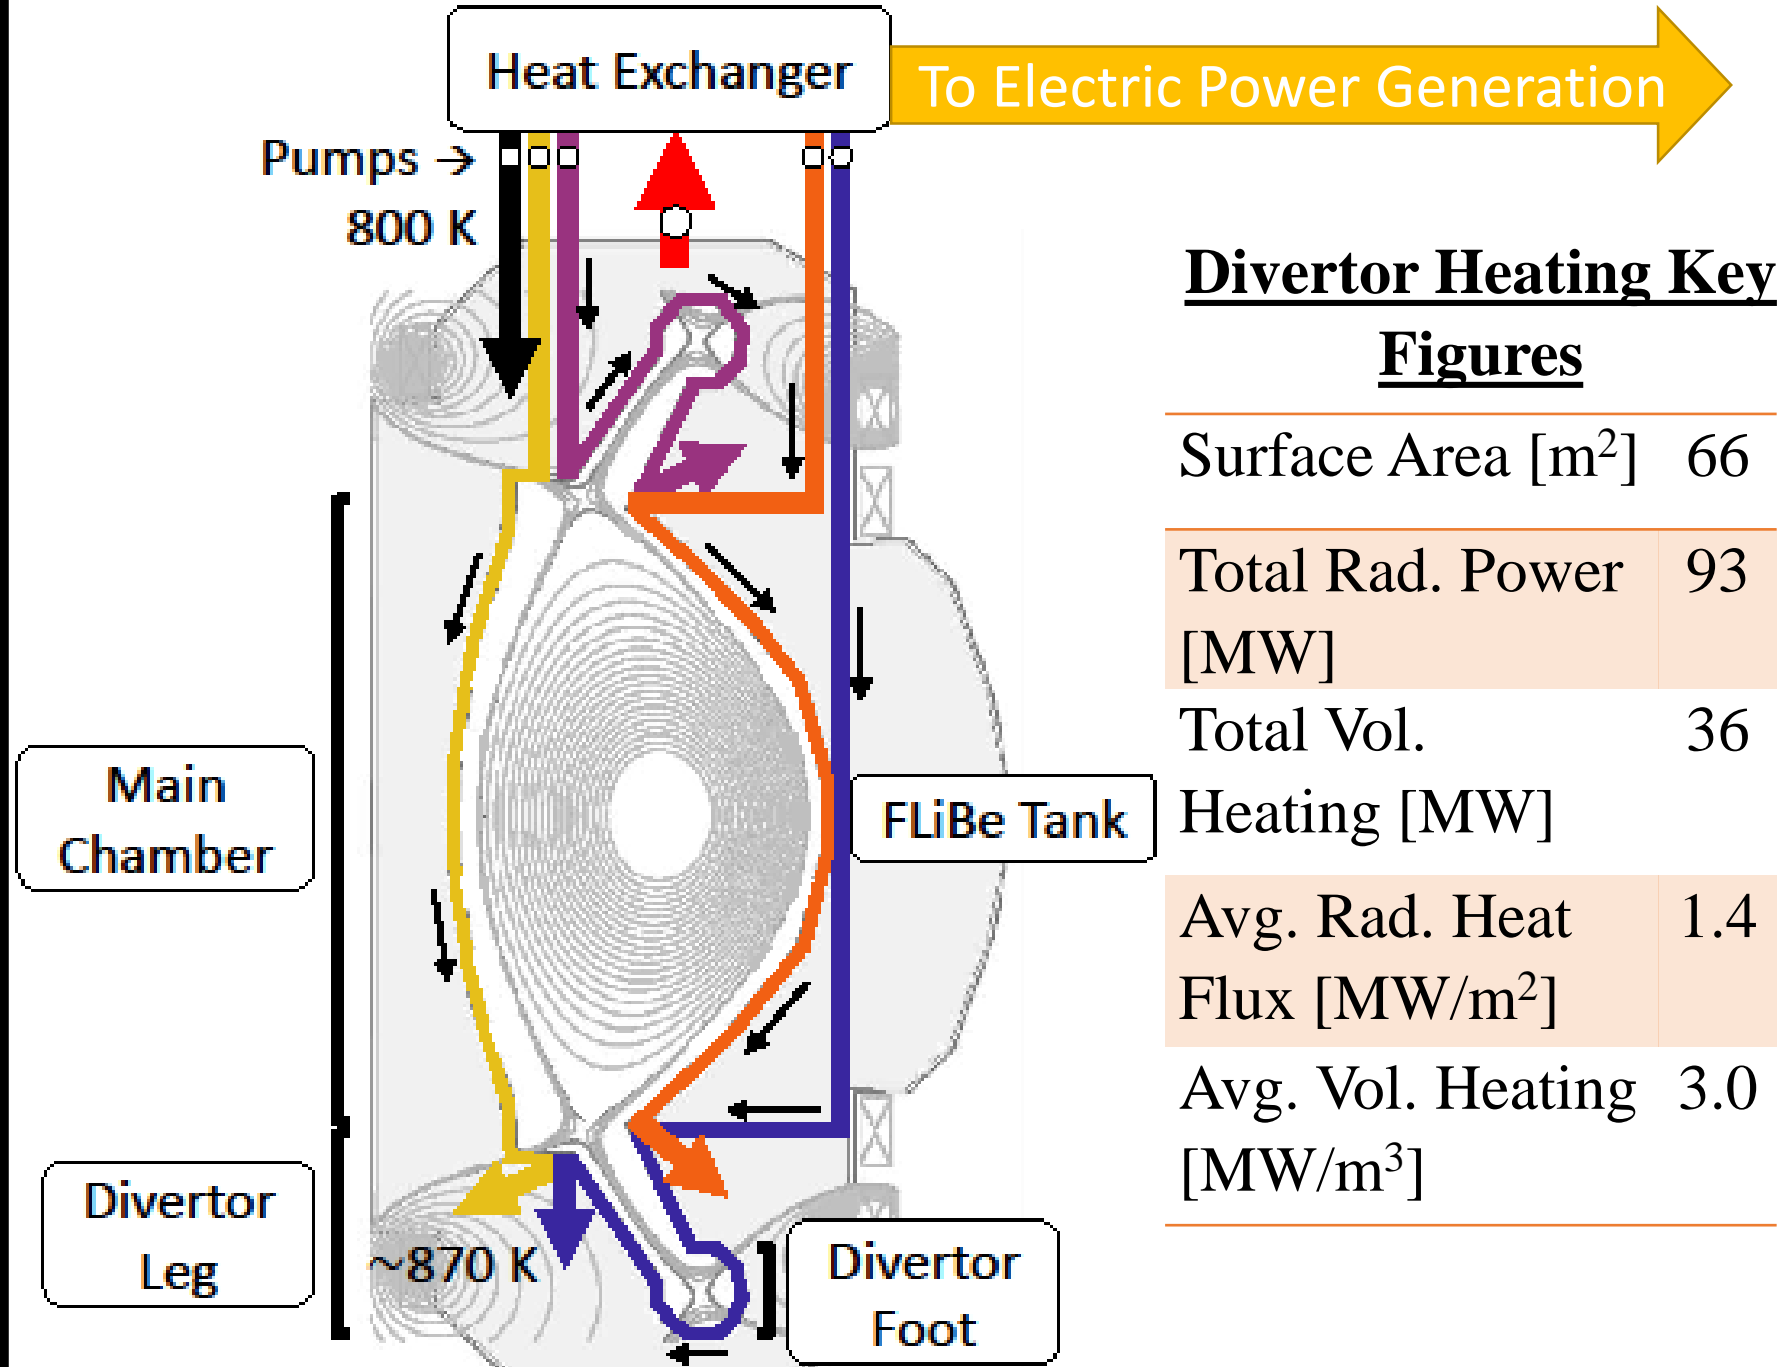 Heat Exchanger
To Electric Power Generation
Pumps →
800 K
Main
Chamber
FLiBe Tank
Divertor
Leg
~870 K
Divertor
Foot
Divertor Heating Key
Figures
Surface Area [m²] 66
Total Rad. Power 93
[MW]
Total Vol. 36
Heating [MW]
Avg. Rad. Heat 1.4
Flux [MW/m²]
Avg. Vol. Heating 3.0
[MW/m³]